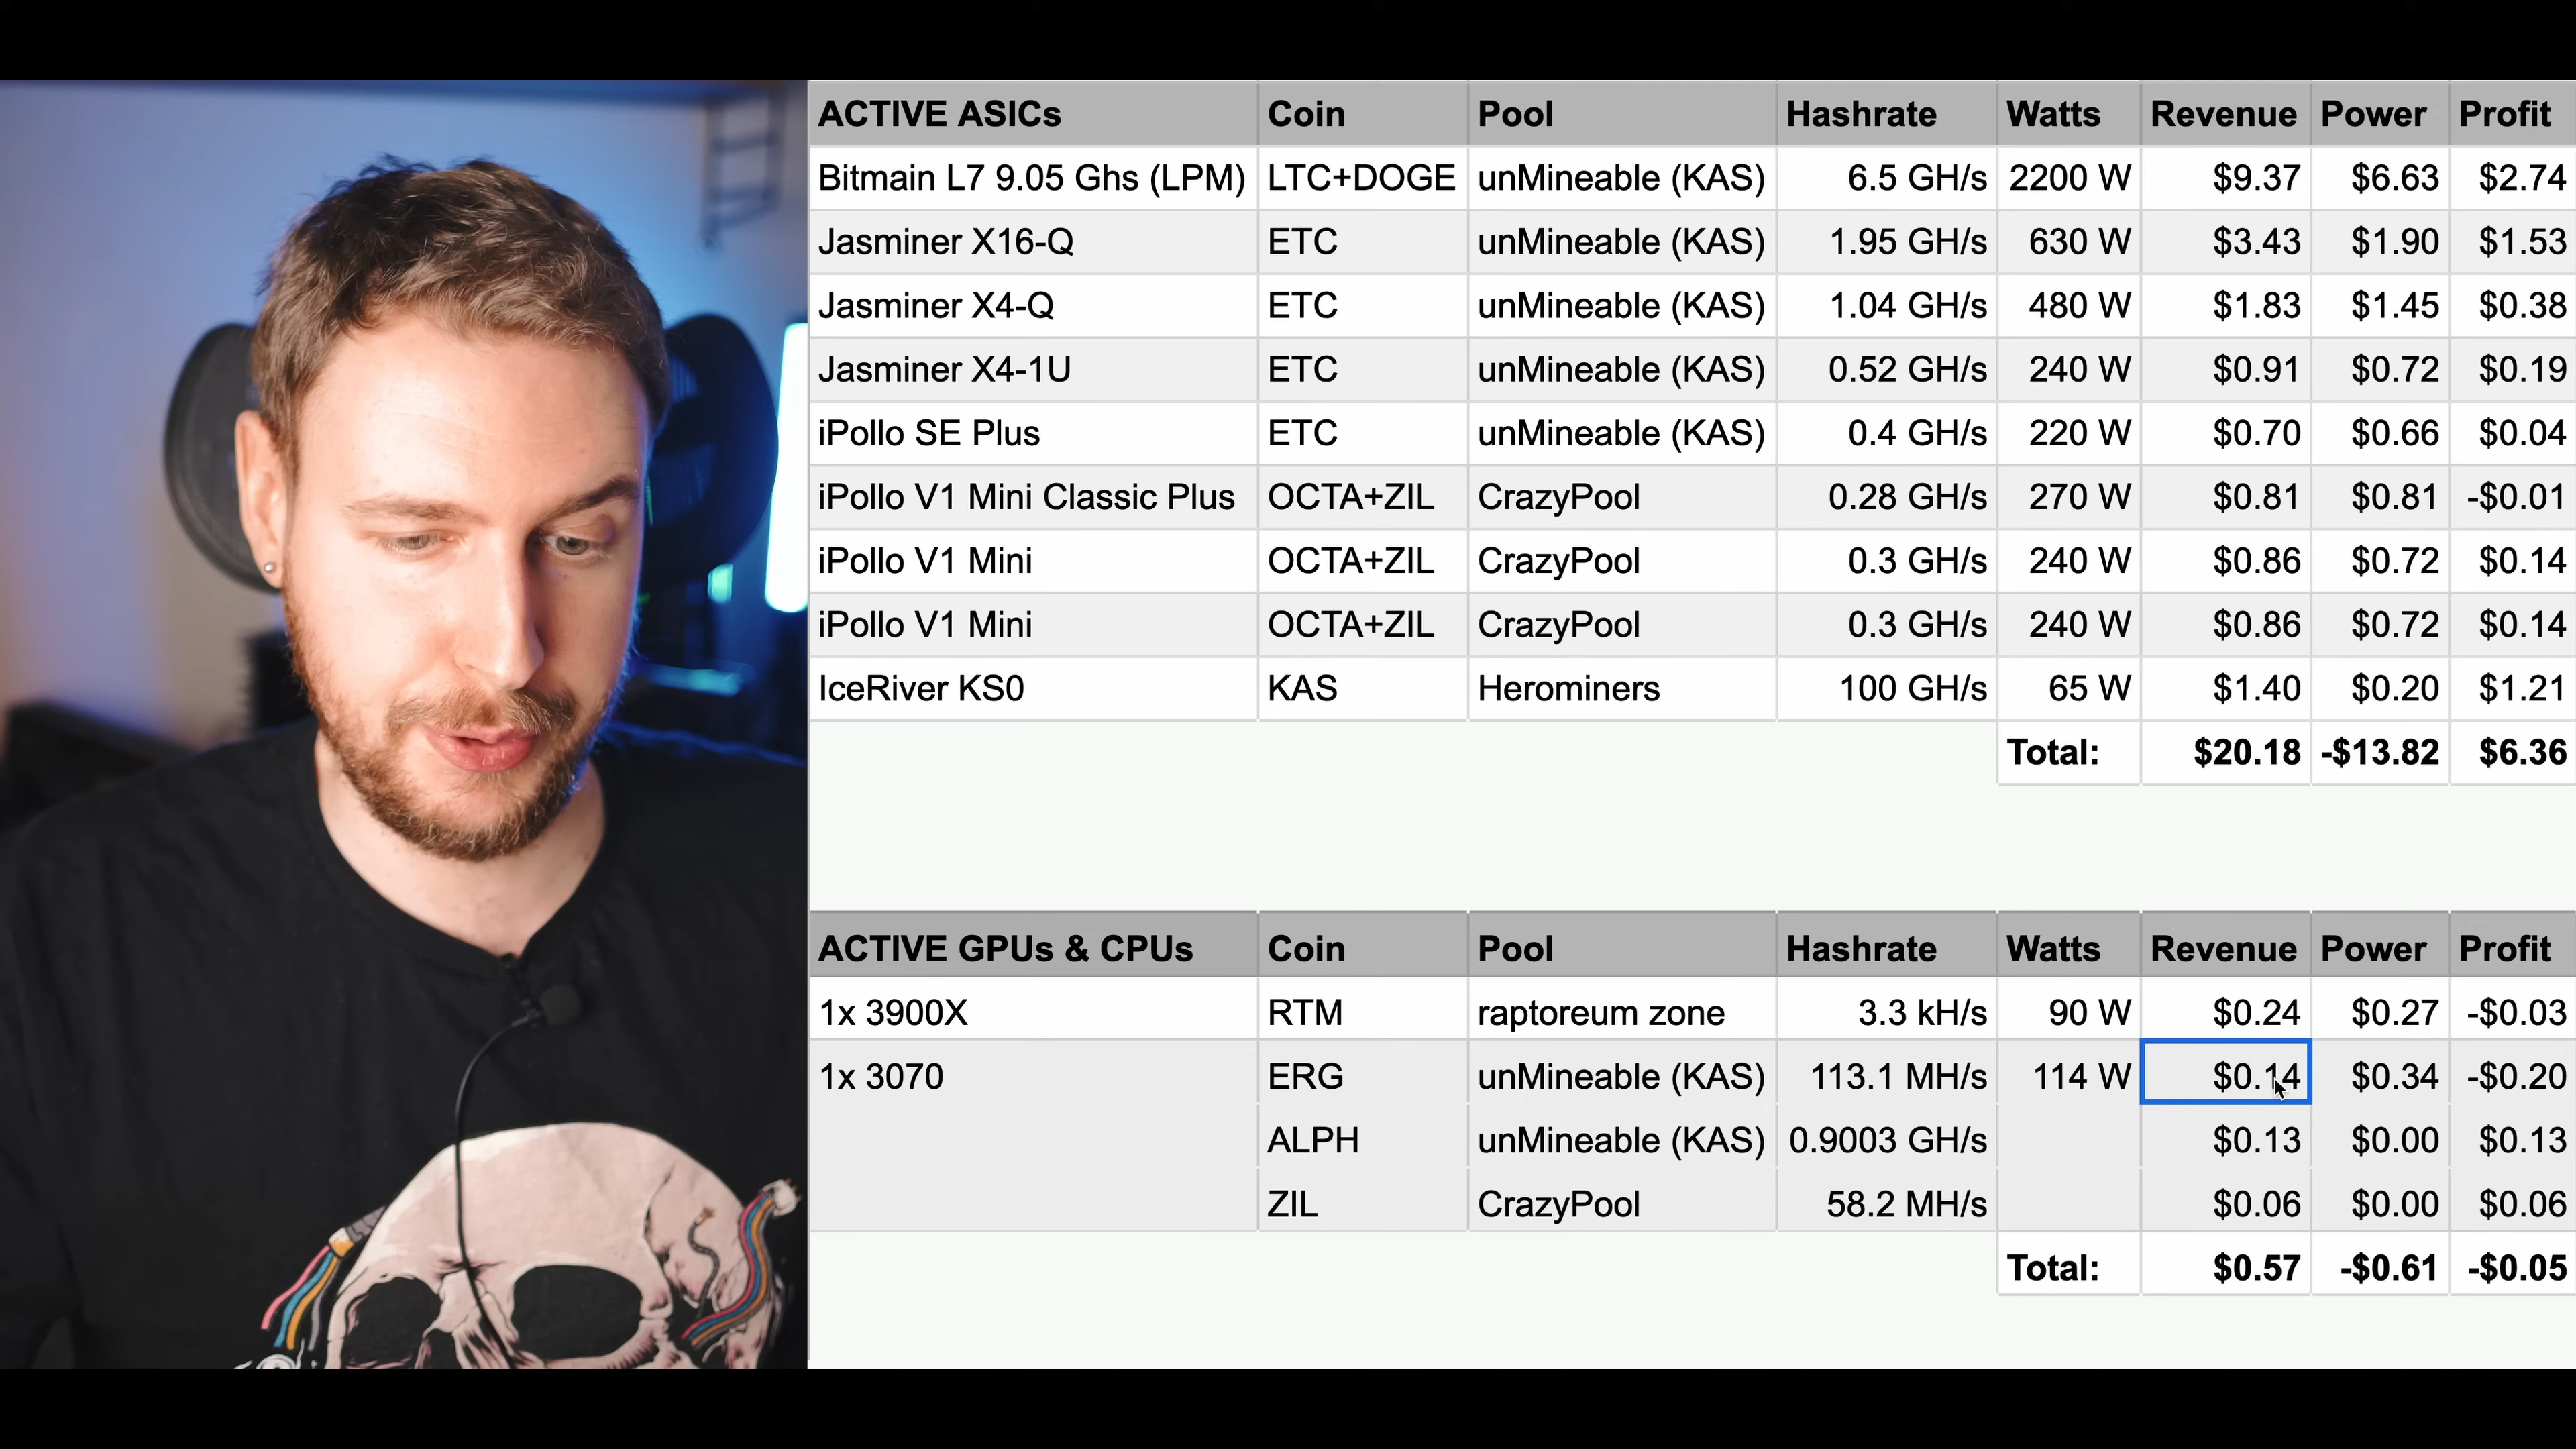 ACTIVE ASICs Coin Pool Hashrate Watts Revenue Power Profit
Bitmain L7 9.05 Ghs (LPM) LTC+DOGE unMineable (KAS) 6.5 GH/s 2200 W $9.37 $6.63 $2.74
Jasminer X16-Q ETC unMineable (KAS) 1.95 GH/s 630 W $3.43 $1.90 $1.53
Jasminer X4-Q ETC unMineable (KAS) 1.04 GH/s 480 W $1.83 $1.45 $0.38
Jasminer X4-1U ETC unMineable (KAS) 0.52 GH/s 240 W $0.91 $0.72 $0.19
iPollo SE Plus ETC unMineable (KAS) 0.4 GH/s 220 W $0.70 $0.66 $0.04
iPollo V1 Mini Classic Plus OCTA+ZIL CrazyPool 0.28 GH/s 270 W $0.81 $0.81 -$0.01
iPollo V1 Mini OCTA+ZIL CrazyPool 0.3 GH/s 240 W $0.86 $0.72 $0.14
iPollo V1 Mini OCTA+ZIL CrazyPool 0.3 GH/s 240 W $0.86 $0.72 $0.14
IceRiver KS0 KAS Herominers 100 GH/s 65 W $1.40 $0.20 $1.21
Total: $20.18 -$13.82 $6.36
ACTIVE GPUs & CPUs Coin Pool Hashrate Watts Revenue Power Profit
1x 3900X RTM raptoreum zone 3.3 kH/s 90 W $0.24 $0.27 -$0.03
1x 3070 ERG unMineable (KAS) 113.1 MH/s 114 W $0.14 $0.34 -$0.20
ALPH unMineable (KAS) 0.9003 GH/s $0.13 $0.00 $0.13
ZIL CrazyPool 58.2 MH/s $0.06 $0.00 $0.06
Total: $0.57 -$0.61 -$0.05